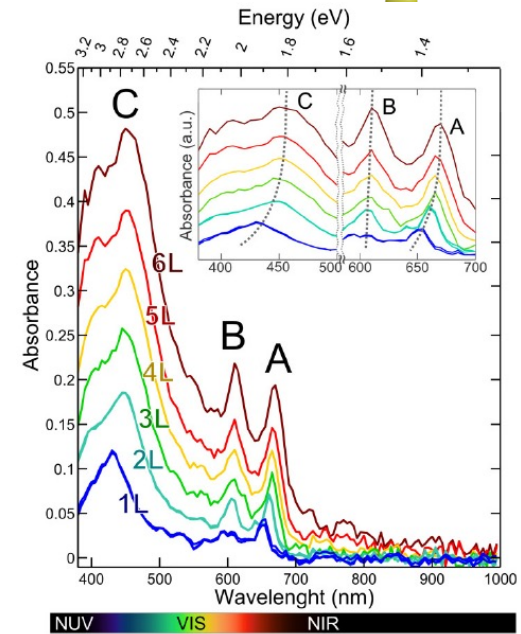 Energy (eV)
3.2 3 2.8 2.6 2.4 2.2 2 1.8 1.6 1.4
0.55
0.5
0.45
0.4
0.35
0.3
0.25
0.2
0.15
0.1
0.05
0
Absorbance
C
B
A
6L
5L
4L
3L
2L
1L
Absorbance (a.u.)
C
B
A
400 450 500 600 650 700
400 500 600 700 800 900 1000
Wavelenght (nm)
NUV VIS NIR